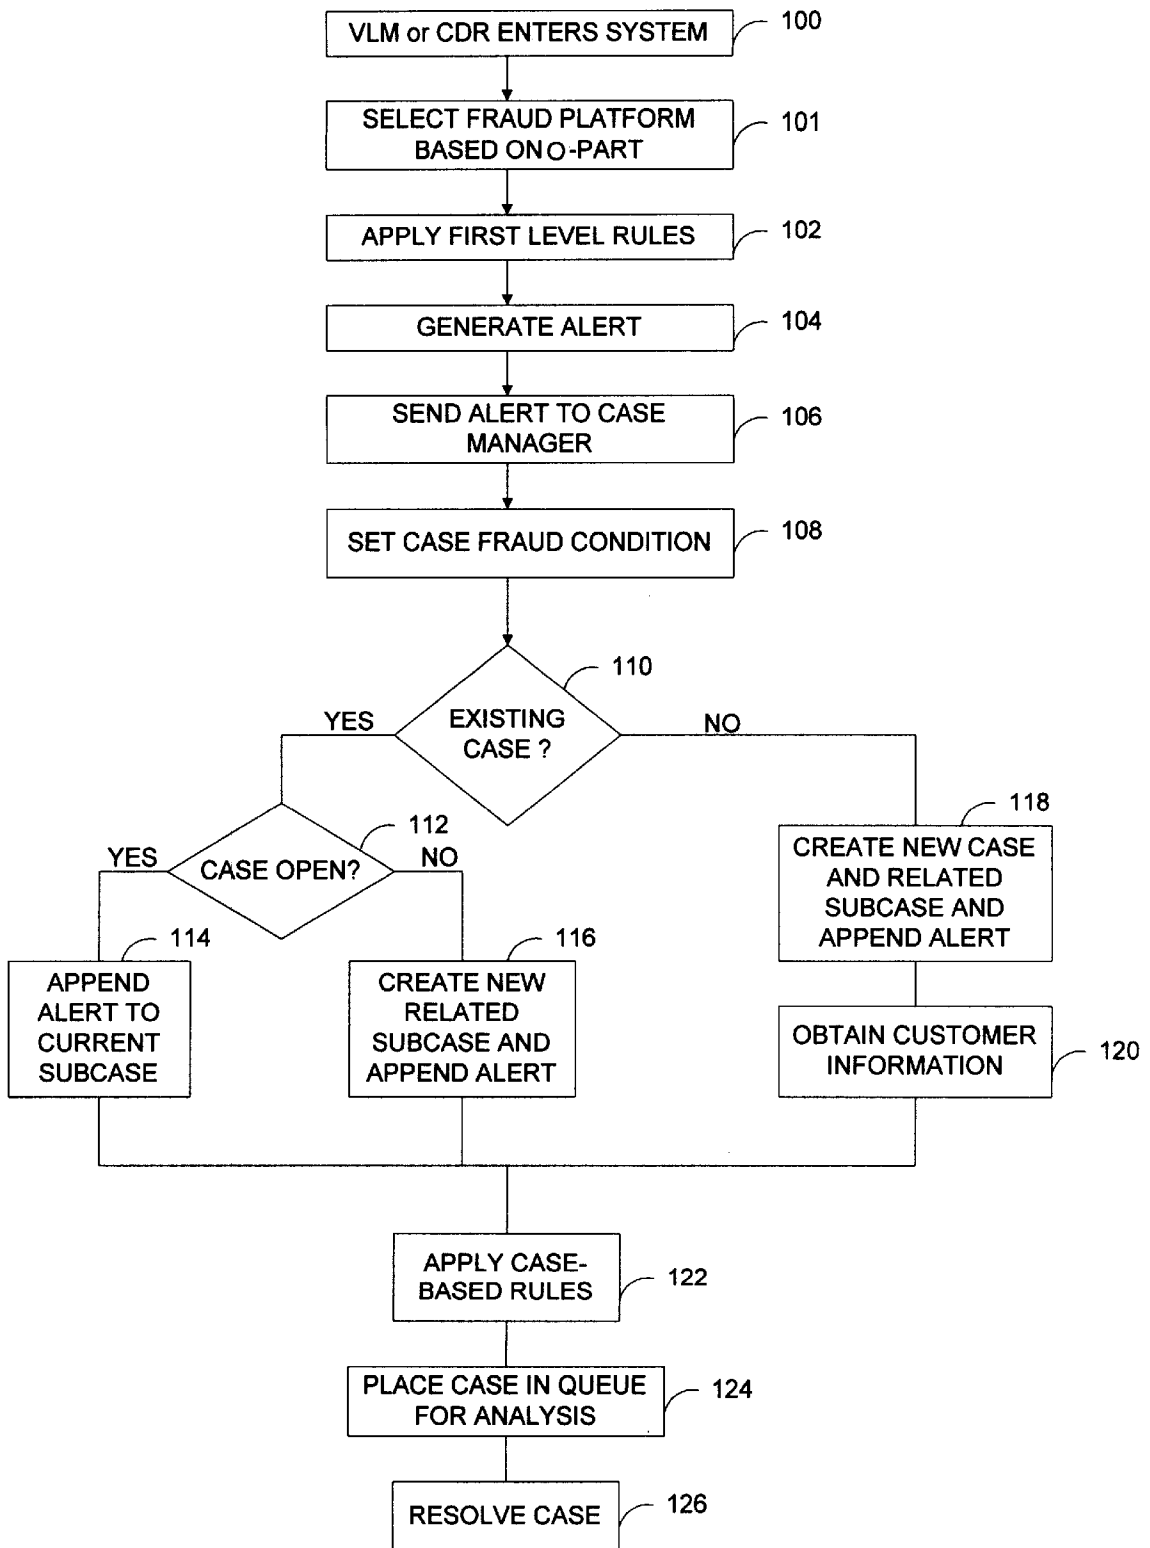 VLM or CDR ENTERS SYSTEM
100
SELECT FRAUD PLATFORM
BASED ON O-PART
101
APPLY FIRST LEVEL RULES
102
GENERATE ALERT
104
SEND ALERT TO CASE
MANAGER
106
SET CASE FRAUD CONDITION
108
110
EXISTING
CASE ?
YES
NO
112
CASE OPEN?
YES
NO
118
CREATE NEW CASE
AND RELATED
SUBCASE AND
APPEND ALERT
114
APPEND
ALERT TO
CURRENT
SUBCASE
116
CREATE NEW
RELATED
SUBCASE AND
APPEND ALERT
OBTAIN CUSTOMER
INFORMATION
120
APPLY CASE-
BASED RULES
122
PLACE CASE IN QUEUE
FOR ANALYSIS
124
RESOLVE CASE
126